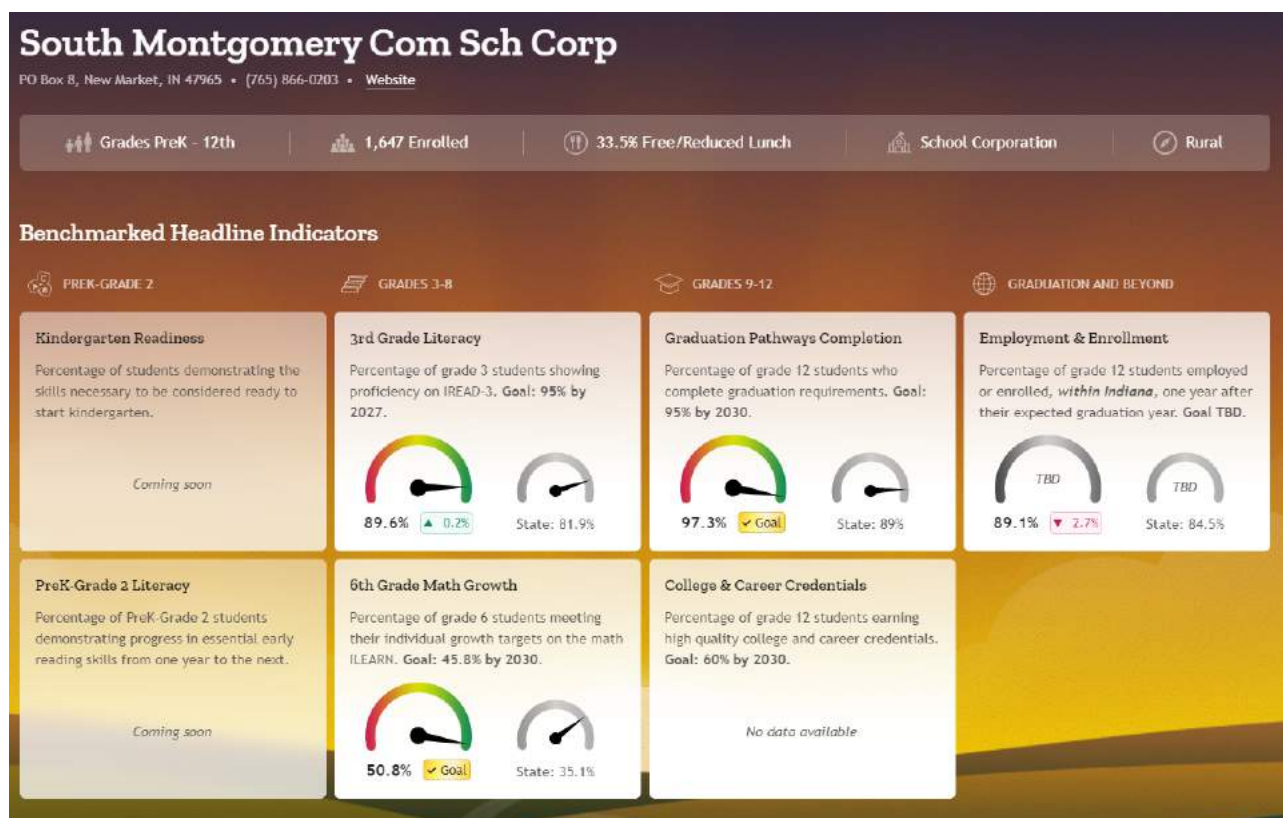 South Montgomery Com Sch Corp
PO Box 8, New Market, IN 47965 • (765) 866-0203 • Website
Grades PreK - 12th
1,647 Enrolled
33.5% Free/Reduced Lunch
School Corporation
Rural
Benchmarked Headline Indicators
PREK-GRADE 2
GRADES 3-8
GRADES 9-12
GRADUATION AND BEYOND
Kindergarten Readiness
Percentage of students demonstrating the
skills necessary to be considered ready to
start kindergarten.
Coming soon
3rd Grade Literacy
Percentage of grade 3 students showing
proficiency on IREAD-3. Goal: 95% by
2027.
89.6% ▲ 0.2%
State: 81.9%
Graduation Pathways Completion
Percentage of grade 12 students who
complete graduation requirements. Goal:
95% by 2030.
97.3% ✓ Goal
State: 89%
Employment & Enrollment
Percentage of grade 12 students employed
or enrolled, within Indiana, one year after
their expected graduation year. Goal TBD.
TBD
TBD
89.1% ▼ 2.7%
State: 84.5%
PreK-Grade 2 Literacy
Percentage of PreK-Grade 2 students
demonstrating progress in essential early
reading skills from one year to the next.
Coming soon
6th Grade Math Growth
Percentage of grade 6 students meeting
their individual growth targets on the math
ILEARN. Goal: 45.8% by 2030.
50.8% ✓ Goal
State: 35.1%
College & Career Credentials
Percentage of grade 12 students earning
high quality college and career credentials.
Goal: 60% by 2030.
No data available